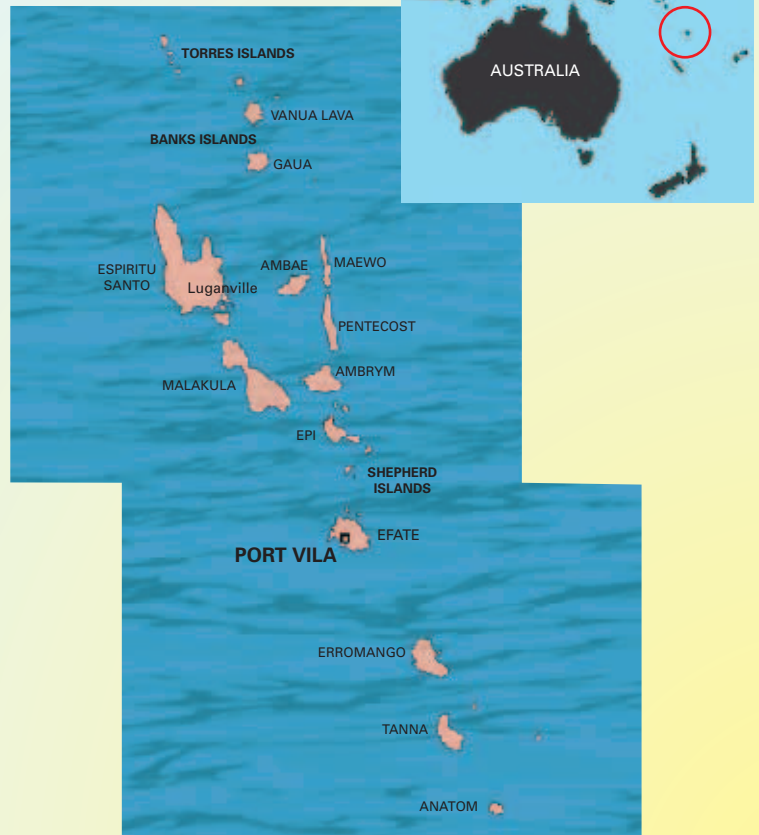 AUSTRALIA
TORRES ISLANDS
VANUA LAVA
BANKS ISLANDS
GAUA
ESPIRITU
SANTO
Luganville
AMBAE
MAEWO
PENTECOST
MALAKULA
AMBRYM
EPI
SHEPHERD
ISLANDS
EFATE
PORT VILA
ERROMANGO
TANNA
ANATOM